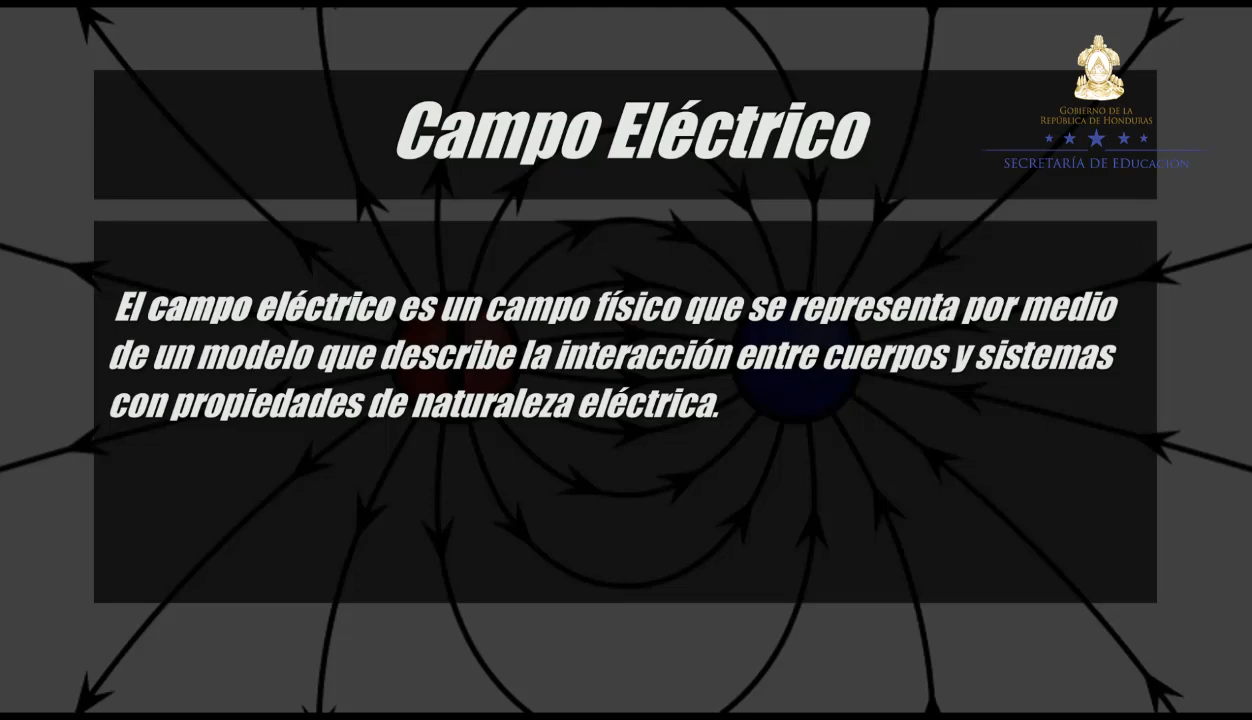 Campo Eléctrico
GOBIERNO DE LA
REPÚBLICA DE HONDURAS
SECRETARÍA DE EDUCACIÓN
El campo eléctrico es un campo físico que se representa por medio
de un modelo que describe la interacción entre cuerpos y sistemas
con propiedades de naturaleza eléctrica.